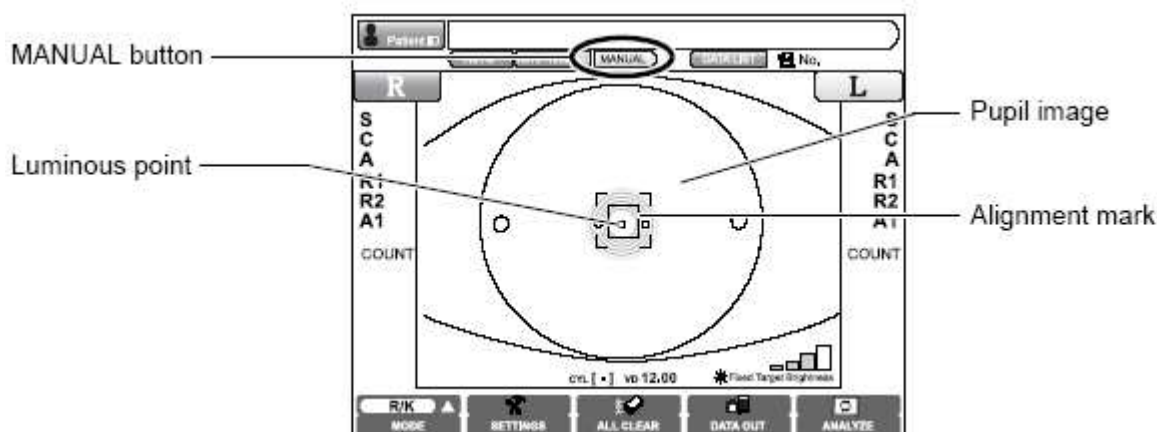 Patient ID
MANUAL button
MANUAL
DATA LIST No.
R
L
Pupil image
S
C
A
R1
R2
A1
COUNT
S
C
A
R1
R2
A1
COUNT
Luminous point
Alignment mark
CYL [ • ] VD 12.00
Fixed Target Brightness
R/K
MODE
SETTINGS
ALL CLEAR
DATA OUT
ANALYZE